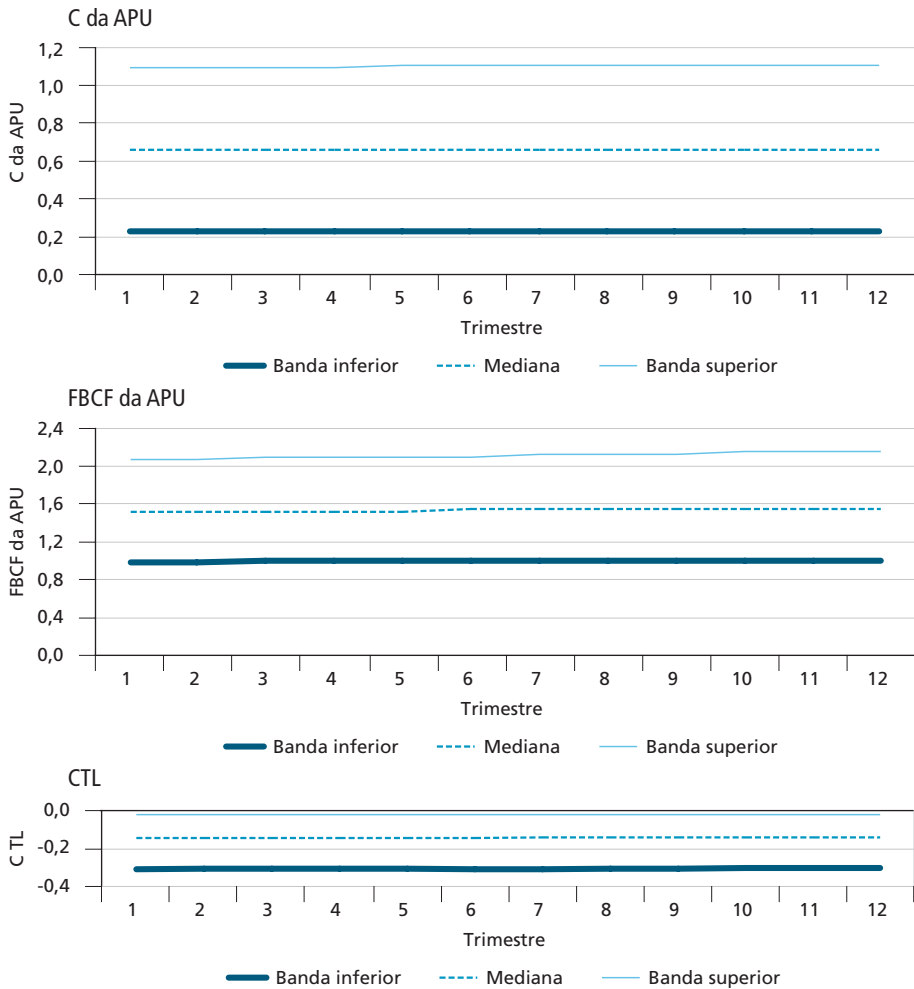 C da APU
1,2
1,0
0,8
0,6
0,4
0,2
0,0
C da APU
1 2 3 4 5 6 7 8 9 10 11 12
Trimestre
Banda inferior Mediana Banda superior
FBCF da APU
2,4
2,0
1,6
1,2
0,8
0,4
0,0
FBCF da APU
1 2 3 4 5 6 7 8 9 10 11 12
Trimestre
Banda inferior Mediana Banda superior
CTL
0,0
-0,2
-0,4
C TL
1 2 3 4 5 6 7 8 9 10 11 12
Trimestre
Banda inferior Mediana Banda superior